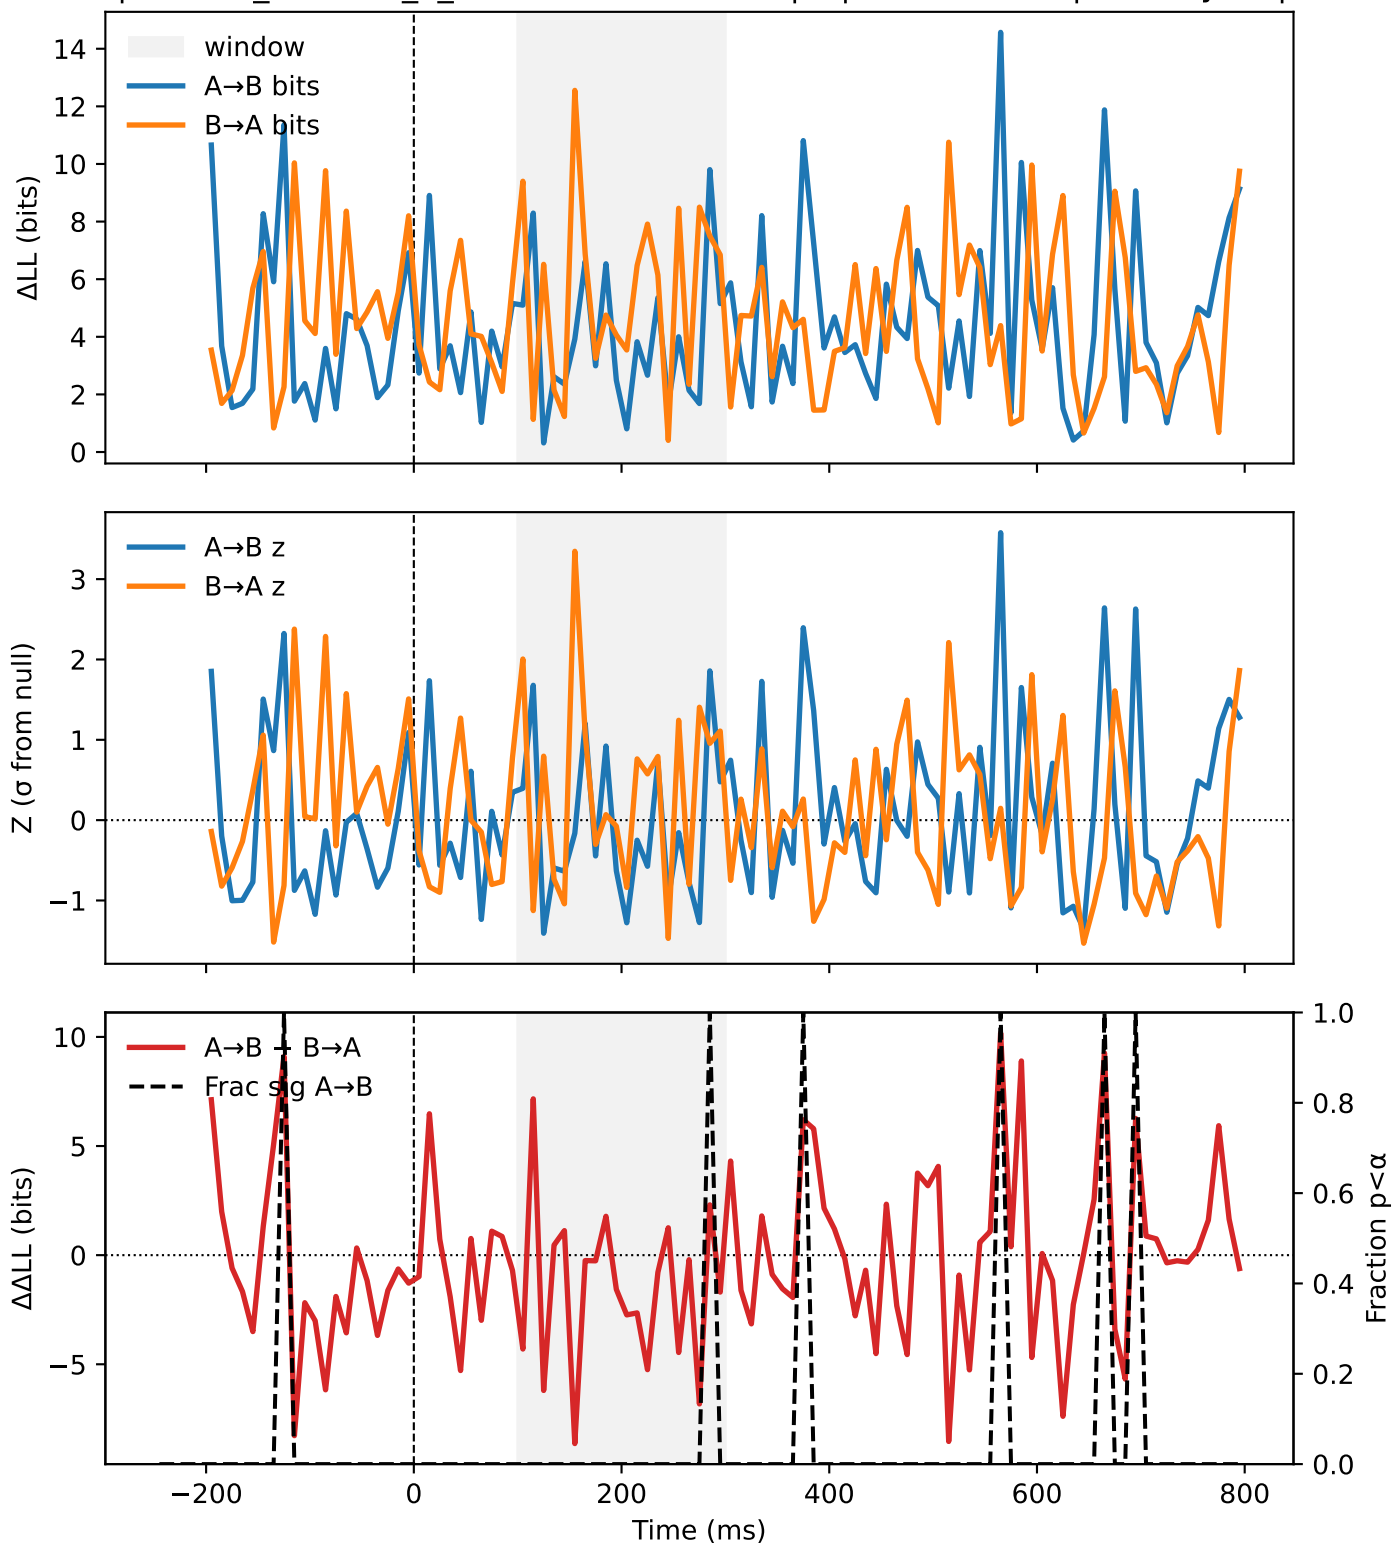 window
A→B bits
B→A bits
14
12
10
8
6
4
2
0
ΔLL (bits)
A→B z
B→A z
3
2
1
0
−1
Z (σ from null)
A→B − B→A
Frac sig A→B
10
5
0
−5
ΔΔLL (bits)
1.0
0.8
0.6
0.4
0.2
0.0
Fraction p<α
−200 0 200 400 600 800
Time (ms)